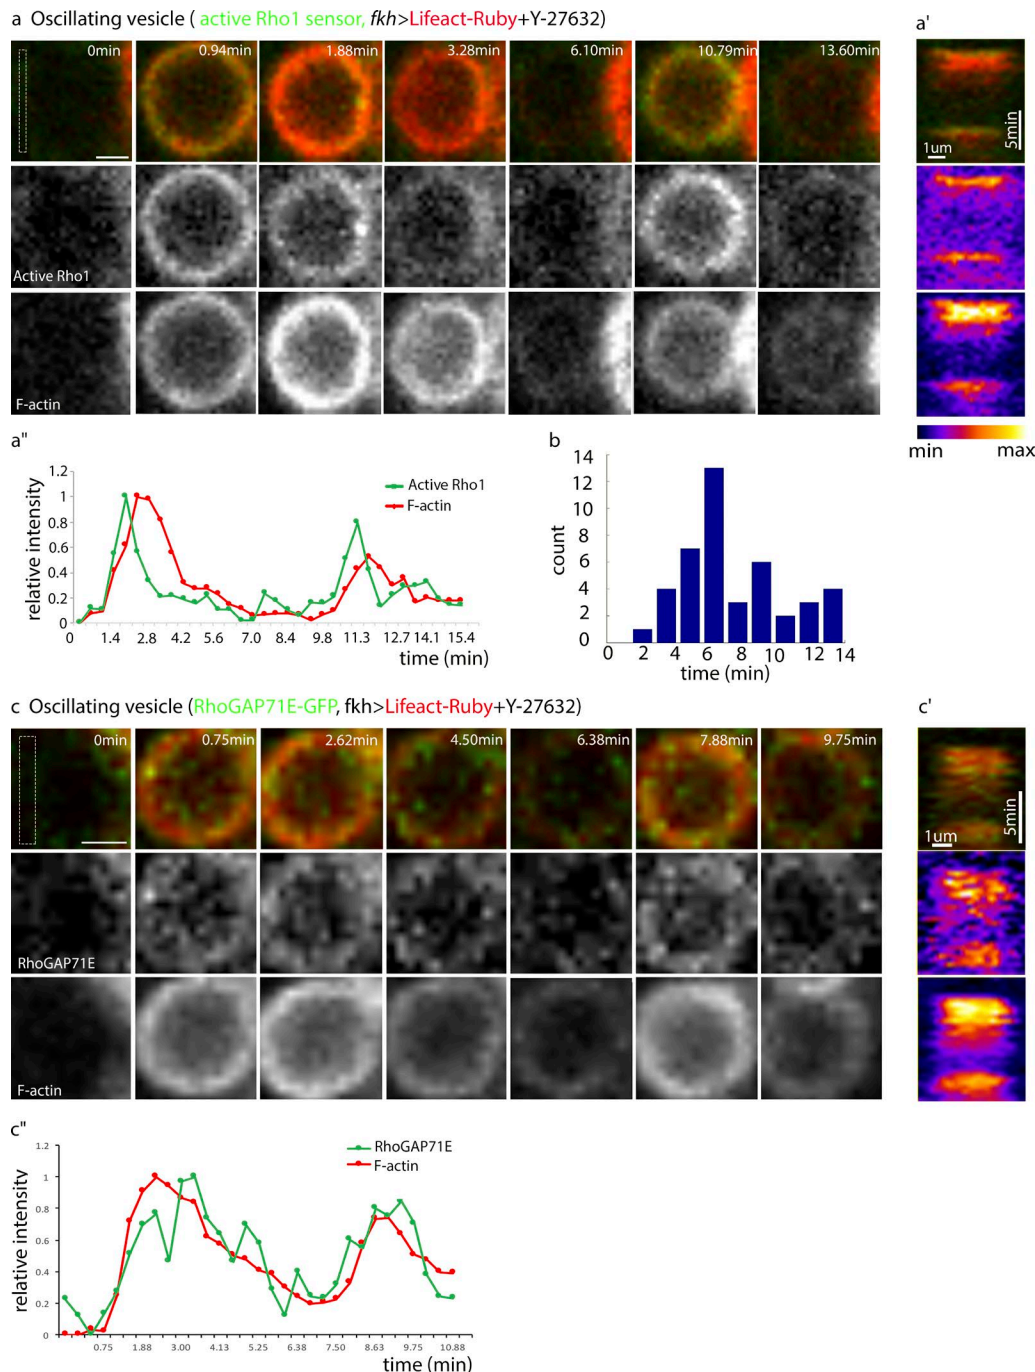 a Oscillating vesicle ( active Rho1 sensor, fkh>Lifeact-Ruby+Y-27632)
a'
0min 0.94min 1.88min 3.28min 6.10min 10.79min 13.60min
1um
5min
Active Rho1
F-actin
min max
a"
1.2
1
0.8
0.6
0.4
0.2
0
relative intensity
Active Rho1
F-actin
0 1.4 2.8 4.2 5.6 7.0 8.4 9.8 11.3 12.7 14.1 15.4
time (min)
b
14
12
10
8
6
4
2
0
count
0 2 4 6 8 10 12 14
time (min)
c Oscillating vesicle (RhoGAP71E-GFP, fkh>Lifeact-Ruby+Y-27632)
c'
0min 0.75min 2.62min 4.50min 6.38min 7.88min 9.75min
1um
5min
RhoGAP71E
F-actin
c"
1.2
1
0.8
0.6
0.4
0.2
0
relative intensity
RhoGAP71E
F-actin
0.75 1.88 3.00 4.13 5.25 6.38 7.50 8.63 9.75 10.88
time (min)